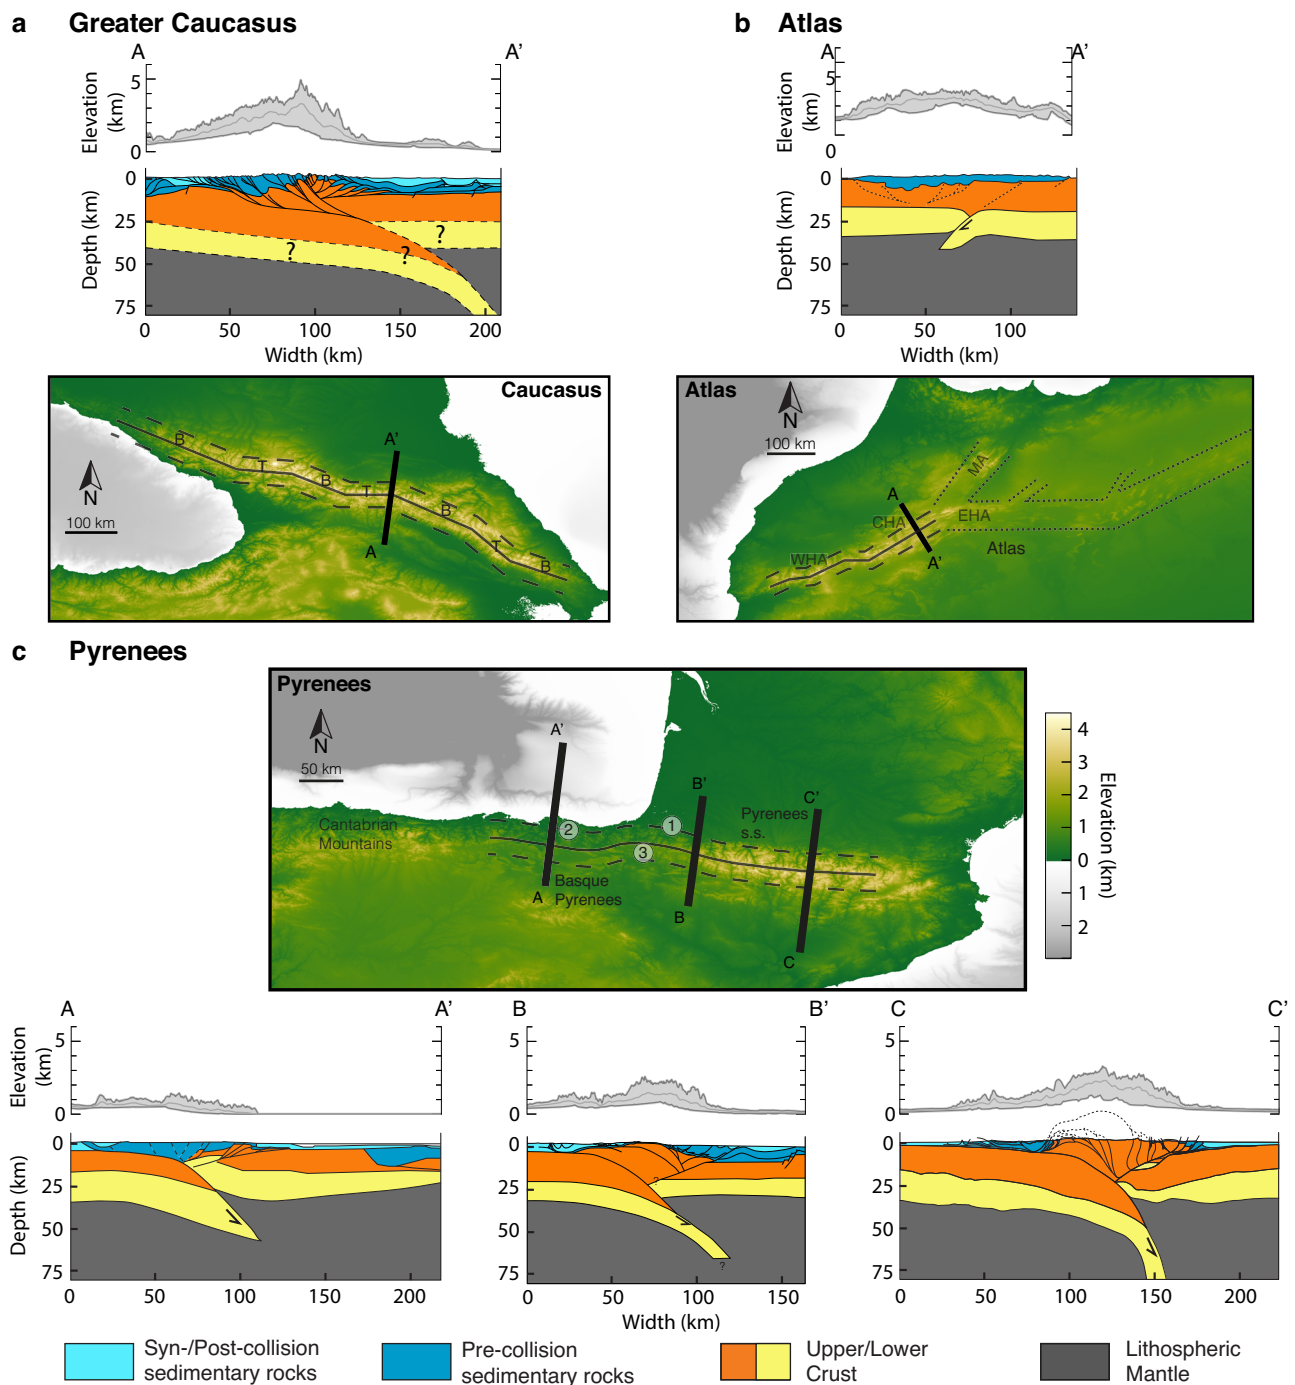 a Greater Caucasus
A A'
Elevation (km)
5
0
Depth (km)
0
25
50
75
? ? ?
0 50 100 150 200
Width (km)
b Atlas
A A'
Elevation (km)
5
0
Depth (km)
0
25
50
75
0 50 100
Width (km)
Caucasus
N
100 km
B T B T B T B
A'
A
Atlas
N
100 km
MA
A
CHA
EHA
WHA
A'
Atlas
c Pyrenees
Pyrenees
N
50 km
A'
B'
C'
Cantabrian
Mountains
2
1
3
Pyrenees
s.s.
A
Basque
Pyrenees
B
C
4
3
2
1
0
1
2
Elevation (km)
A A'
Elevation
(km)
5
0
Depth (km)
0
25
50
75
0 50 100 150 200
B B'
5
0
0
25
50
75
?
?
0 50 100 150
Width (km)
C C'
5
0
0
25
50
75
0 50 100 150 200
Syn-/Post-collision
sedimentary rocks
Pre-collision
sedimentary rocks
Upper/Lower
Crust
Lithospheric
Mantle